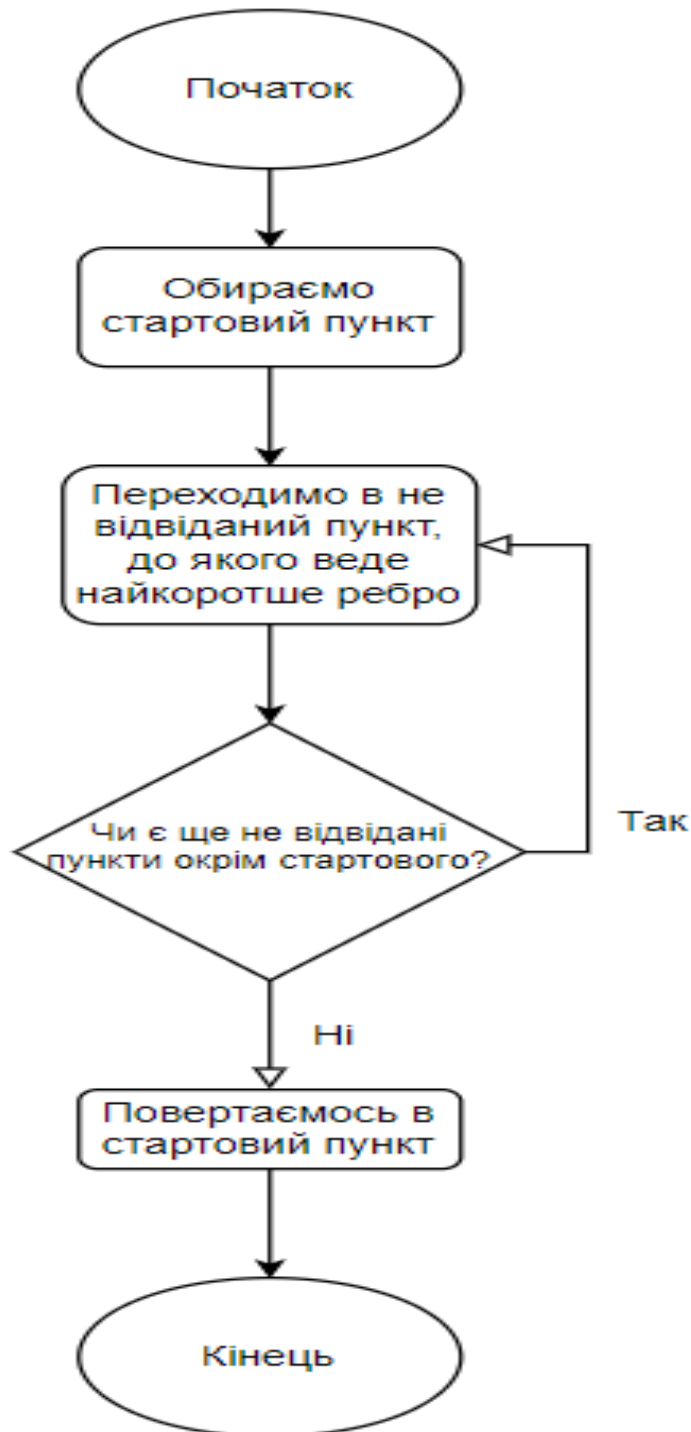 Початок
Обираємо
стартовий пункт
Переходимо в не
відвіданий пункт,
до якого веде
найкоротше ребро
Чи є ще не відвідані
пункти окрім стартового?
Так
Ні
Повертаємось в
стартовий пункт
Кінець